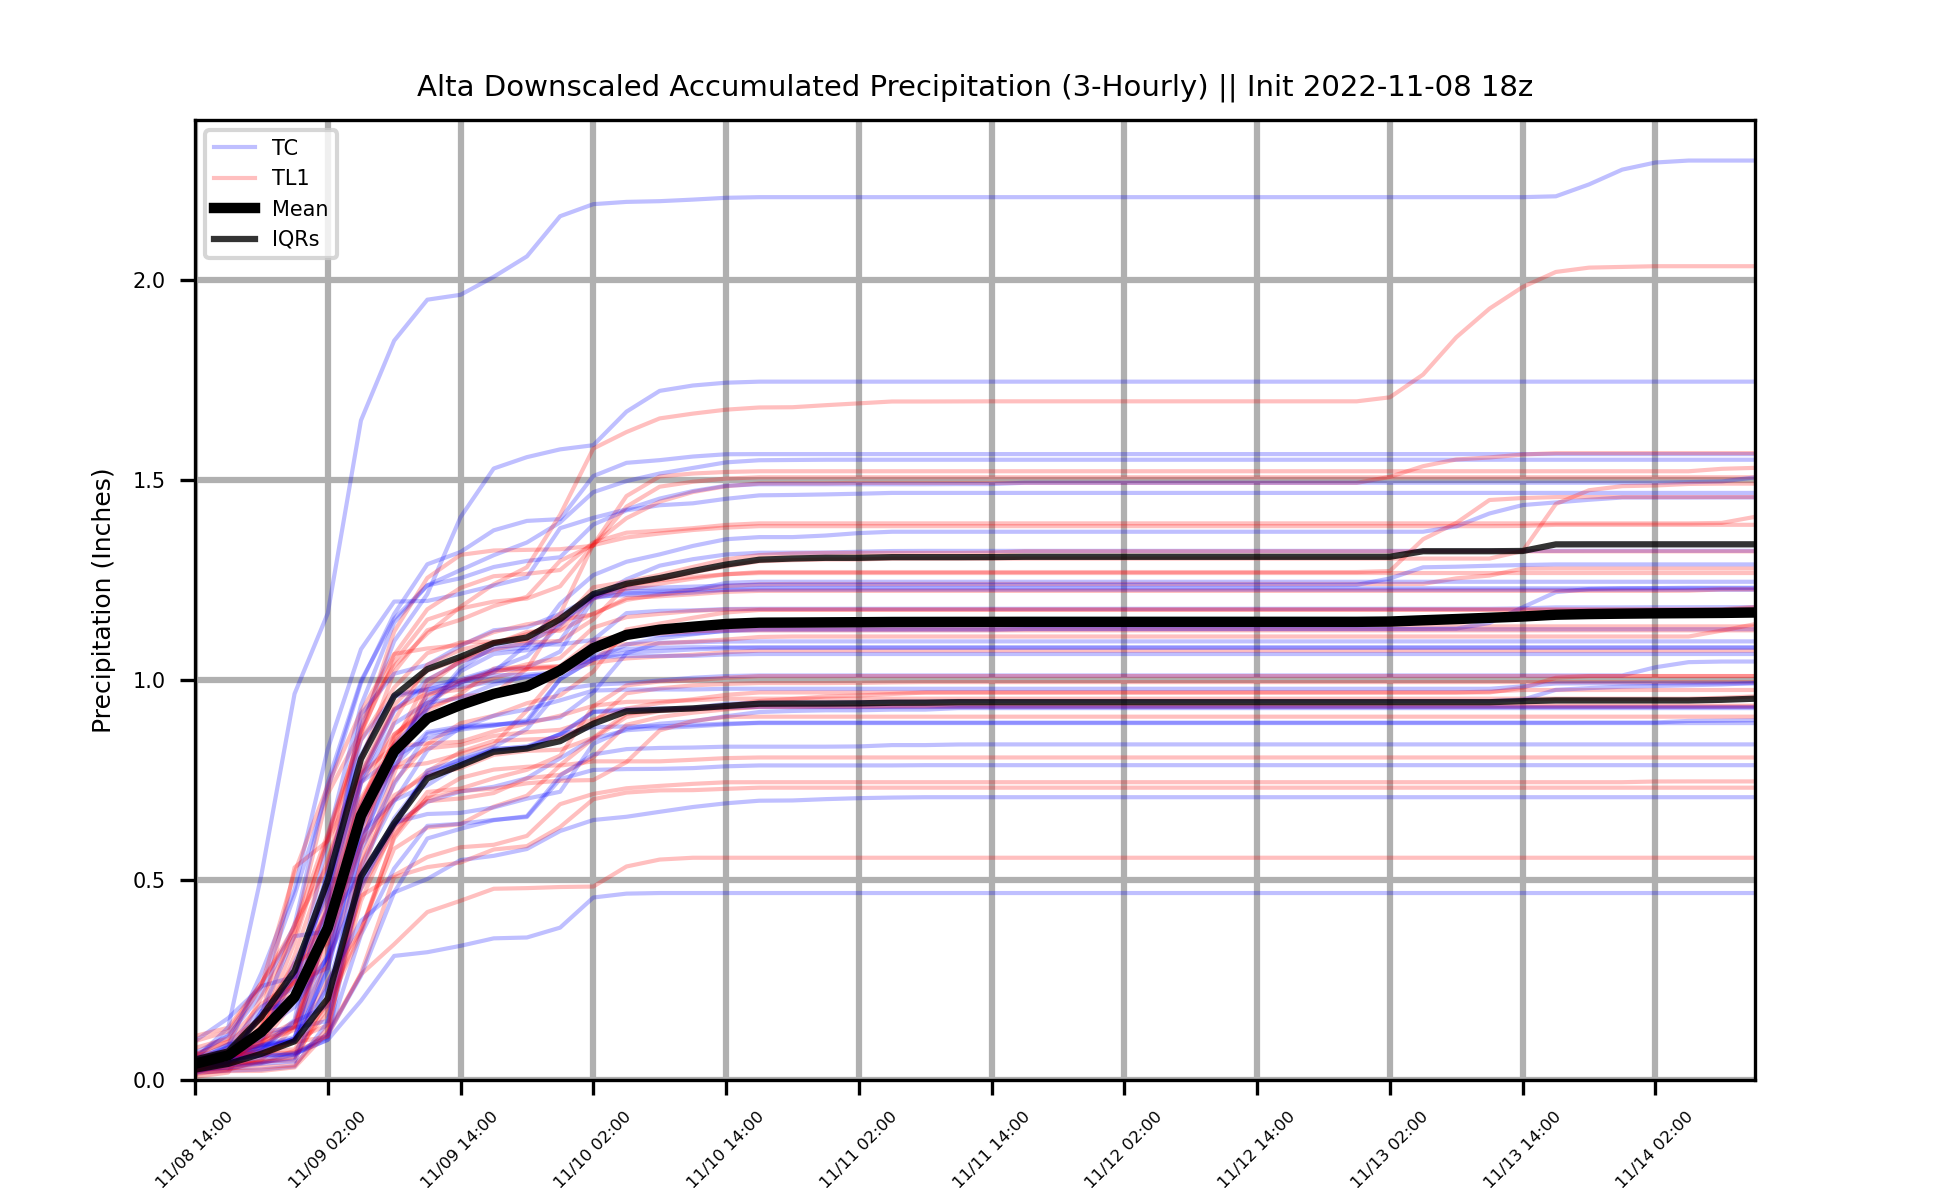 Alta Downscaled Accumulated Precipitation (3-Hourly) || Init 2022-11-08 18z
TC
TL1
Mean
IQRs
Precipitation (Inches)
2.0
1.5
1.0
0.5
0.0
11/08 14:00
11/09 02:00
11/09 14:00
11/10 02:00
11/10 14:00
11/11 02:00
11/11 14:00
11/12 02:00
11/12 14:00
11/13 02:00
11/13 14:00
11/14 02:00